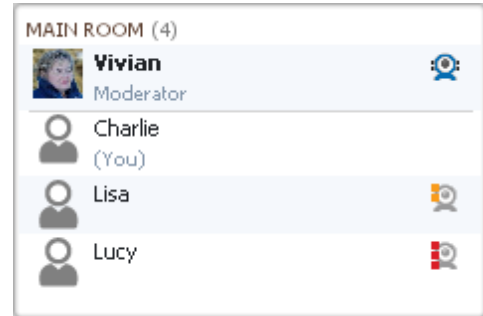 MAIN ROOM (4)
Vivian
Moderator
Charlie
(You)
Lisa
Lucy